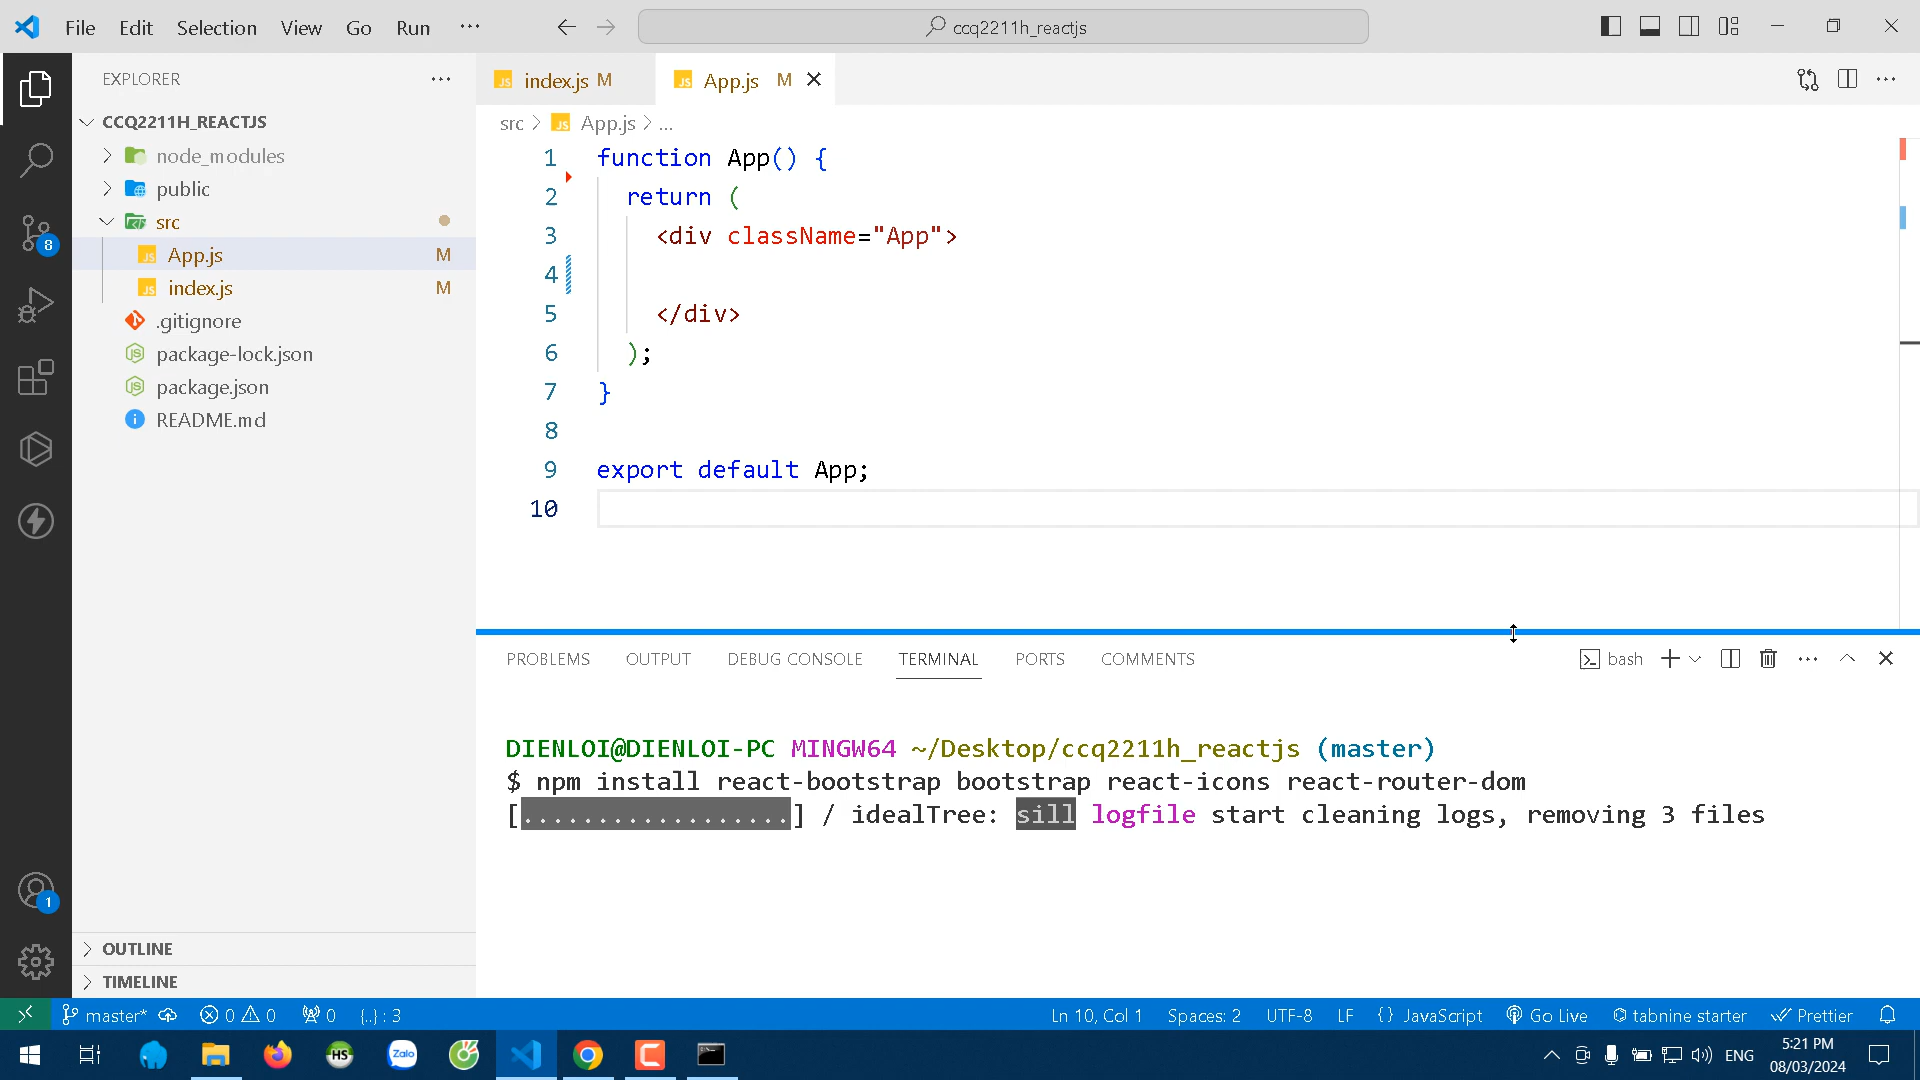 File Edit Selection View Go Run ···
ccq2211h_reactjs
EXPLORER
index.js M
App.js M
CCQ2211H_REACTJS
node_modules
public
src
App.js M
index.js M
.gitignore
package-lock.json
package.json
README.md
src > App.js > ...
1 function App() {
2 return (
3 <div className="App">
4
5 </div>
6 );
7 }
8
9 export default App;
10
PROBLEMS OUTPUT DEBUG CONSOLE TERMINAL PORTS COMMENTS
bash
DIENLOI@DIENLOI-PC MINGW64 ~/Desktop/ccq2211h_reactjs (master)
$ npm install react-bootstrap bootstrap react-icons react-router-dom
[..................] / idealTree: sill logfile start cleaning logs, removing 3 files
8
1
OUTLINE
TIMELINE
master* 0 0 0 {..} : 3 Ln 10, Col 1 Spaces: 2 UTF-8 LF {} JavaScript Go Live tabnine starter Prettier
HS Zalo ENG 5:21 PM
08/03/2024